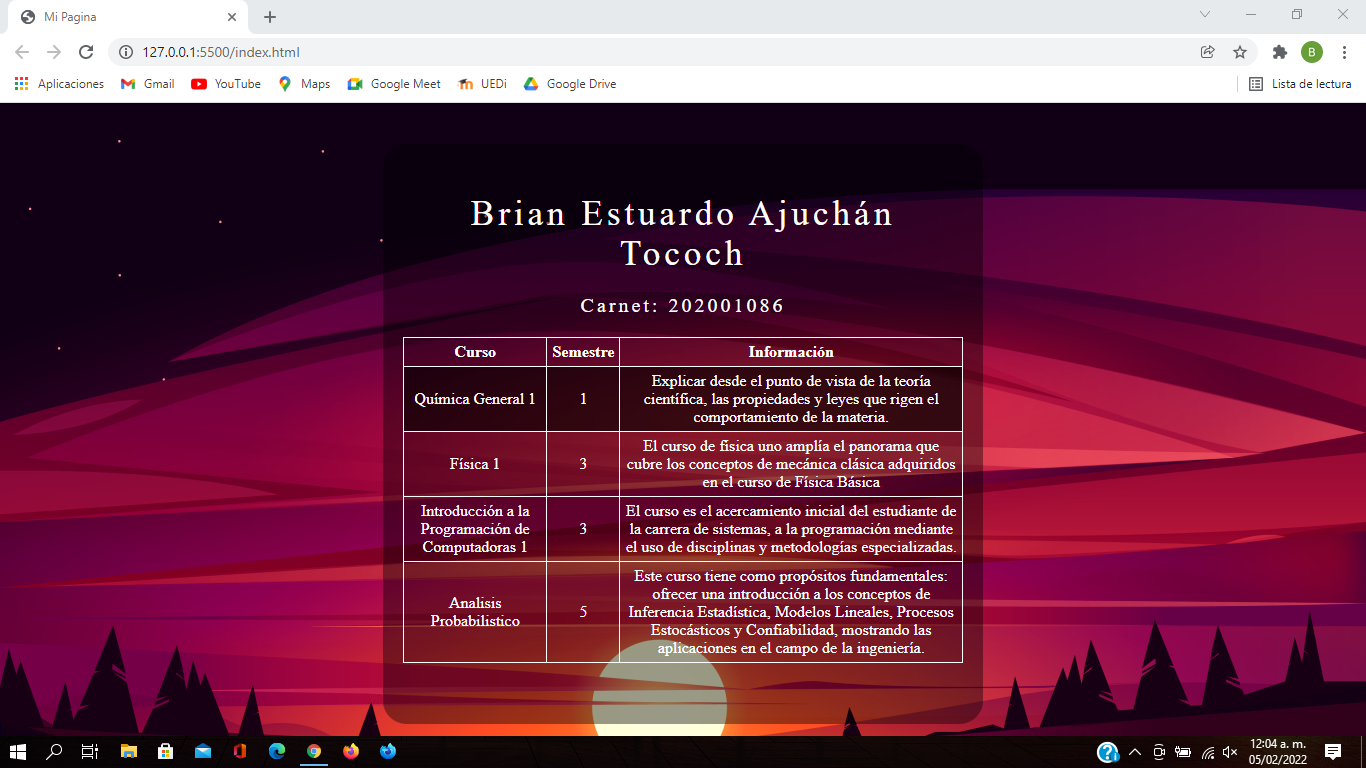 Mi Pagina
127.0.0.1:5500/index.html
B
Aplicaciones
Gmail
YouTube
Maps
Google Meet
UEDi
Google Drive
Lista de lectura
Brian Estuardo Ajuchán
Tococh
Carnet: 202001086
Curso
Semestre
Información
Química General 1
1
Explicar desde el punto de vista de la teoría
científica, las propiedades y leyes que rigen el
comportamiento de la materia.
Física 1
3
El curso de física uno amplía el panorama que
cubre los conceptos de mecánica clásica adquiridos
en el curso de Física Básica
Introducción a la
Programación de
Computadoras 1
3
El curso es el acercamiento inicial del estudiante de
la carrera de sistemas, a la programación mediante
el uso de disciplinas y metodologías especializadas.
Analisis
Probabilistico
5
Este curso tiene como propósitos fundamentales:
ofrecer una introducción a los conceptos de
Inferencia Estadística, Modelos Lineales, Procesos
Estocásticos y Confiabilidad, mostrando las
aplicaciones en el campo de la ingeniería.
12:04 a. m.
05/02/2022